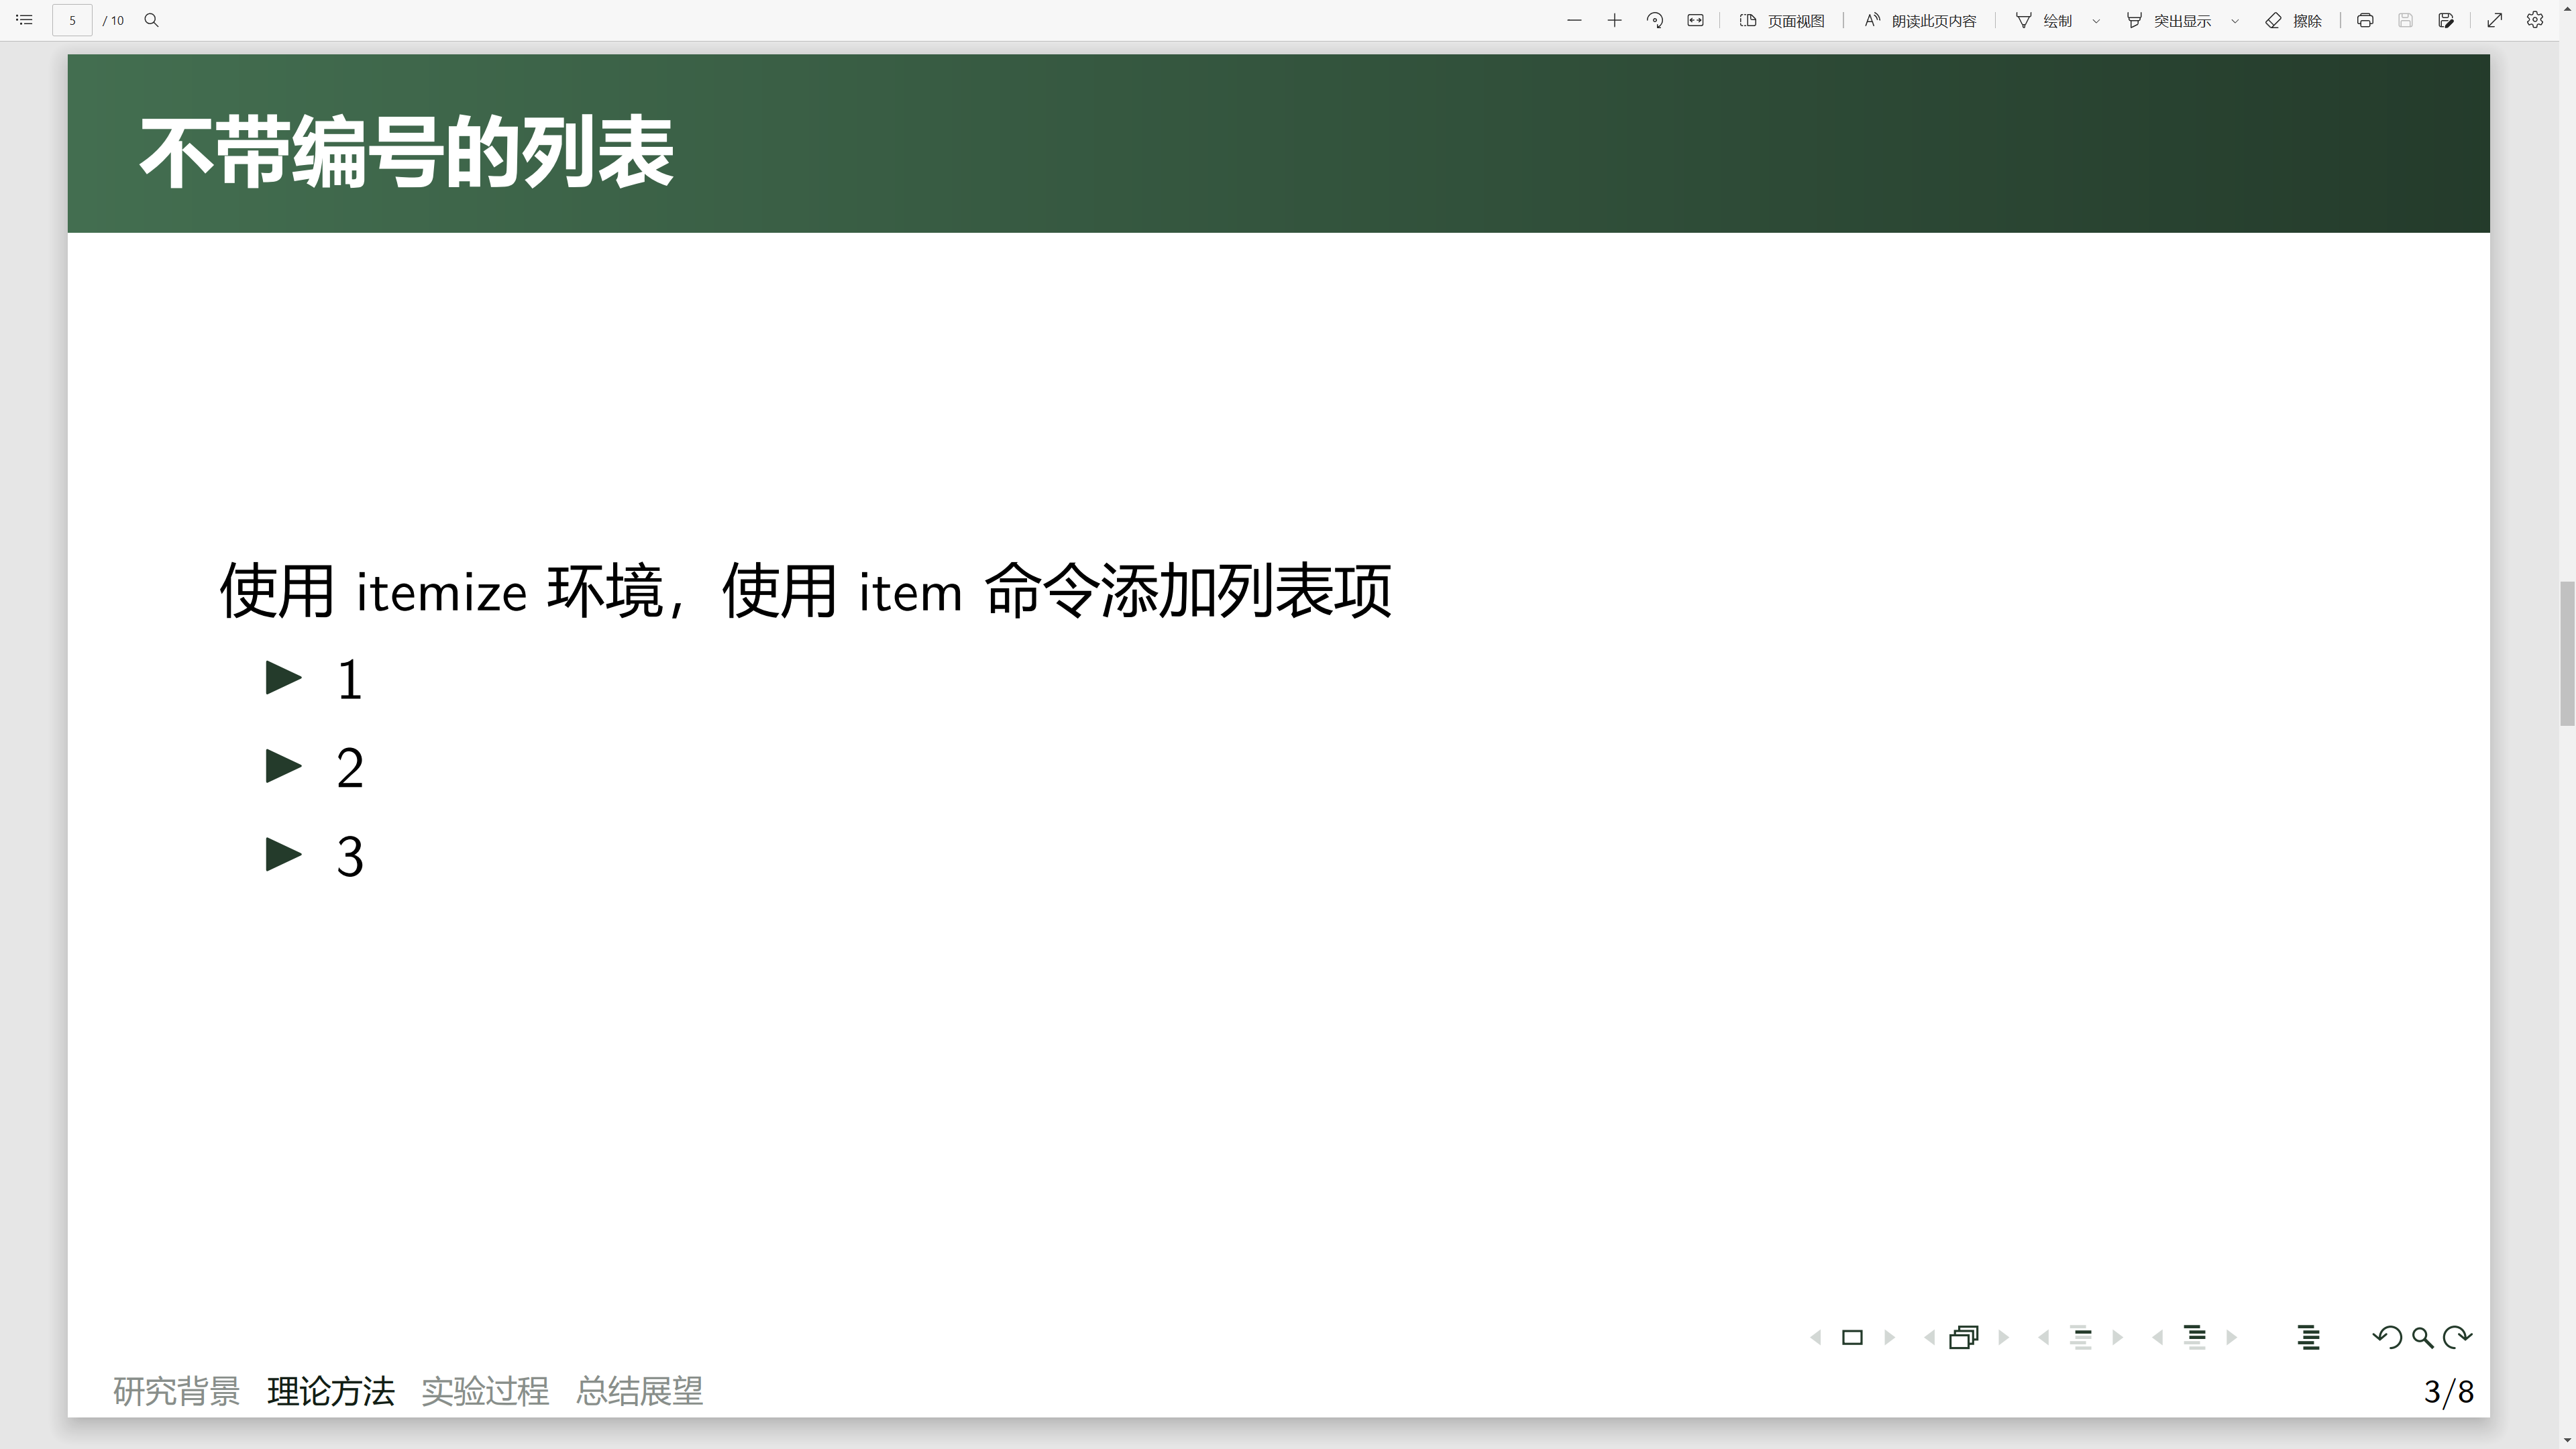 5 / 10 页面视图 朗读此页内容 绘制 突出显示 擦除
不带编号的列表
使用 itemize 环境，使用 item 命令添加列表项
1
2
3
研究背景 理论方法 实验过程 总结展望 3/8